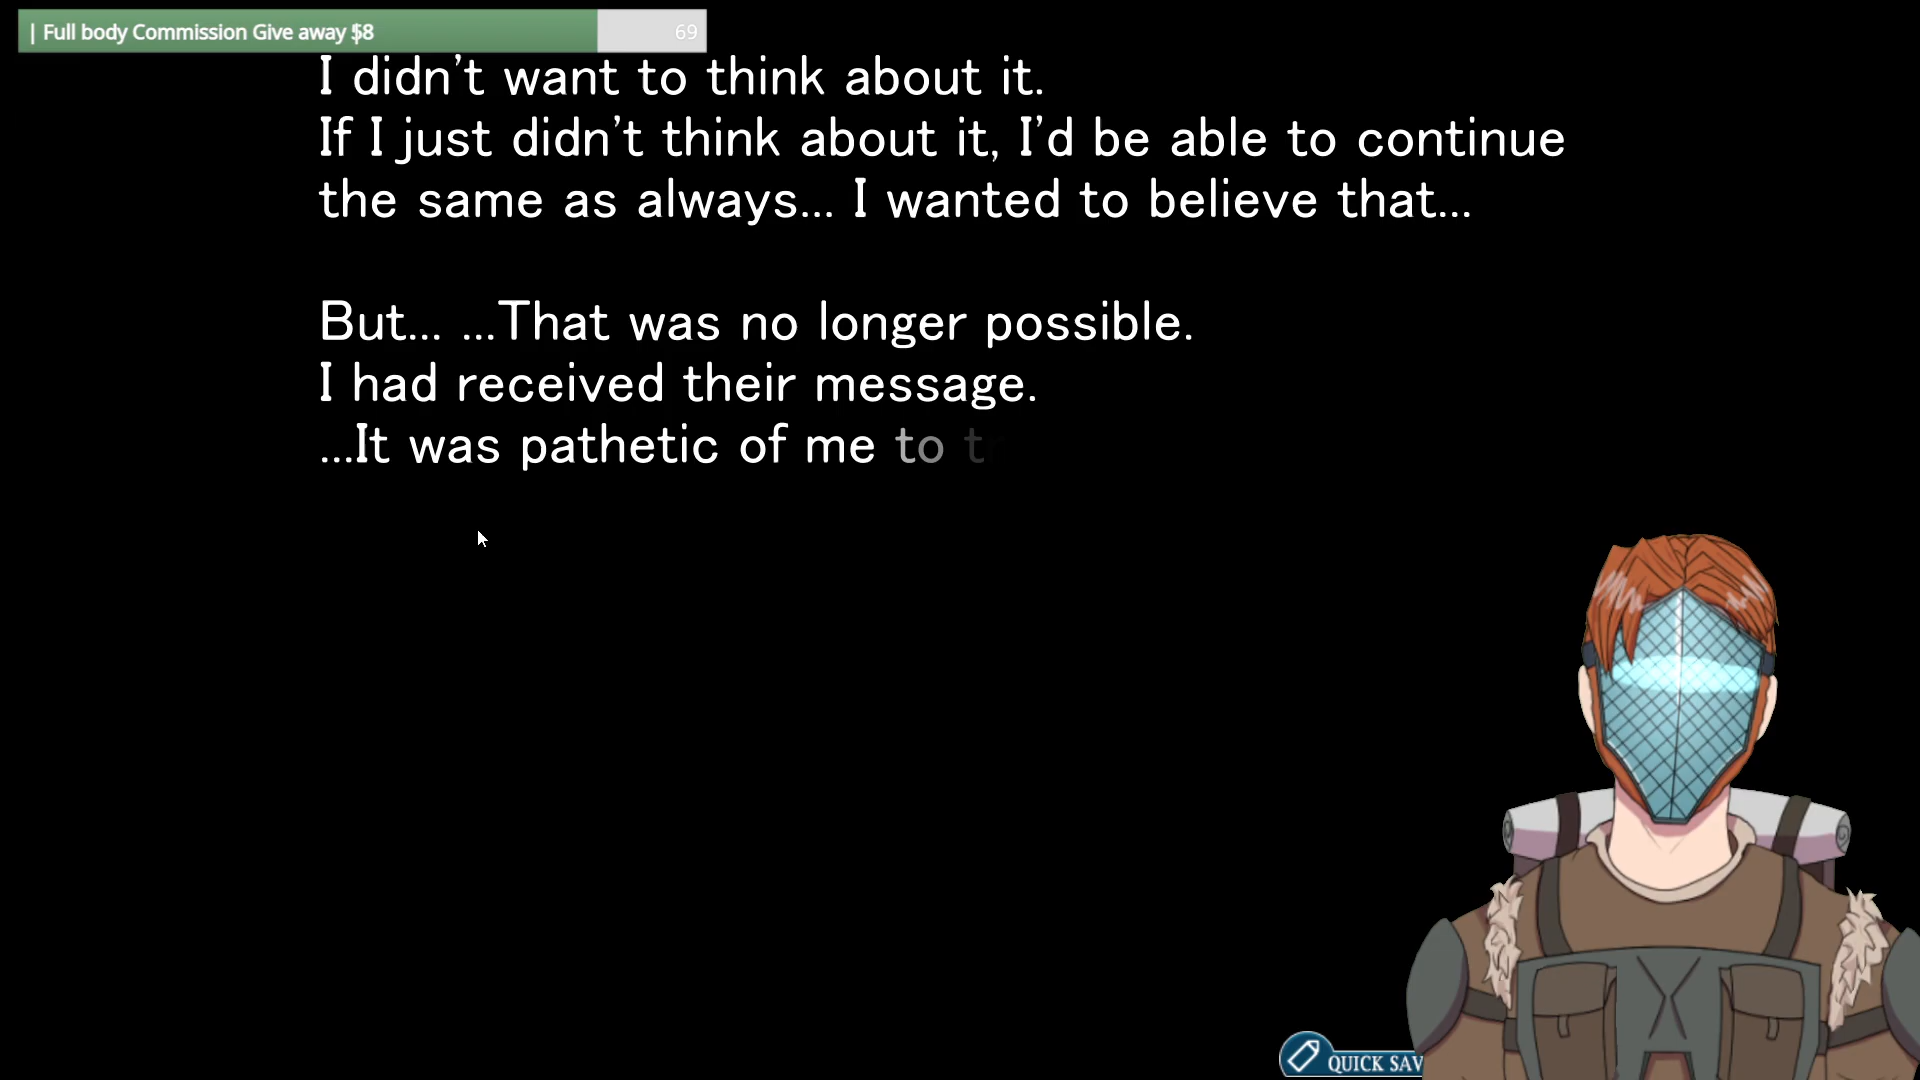 | Full body Commission Give away $8
69
I didn't want to think about it.
If I just didn't think about it, I'd be able to continue
the same as always... I wanted to believe that...
But... ...That was no longer possible.
I had received their message.
...It was pathetic of me to
QUICK SAV